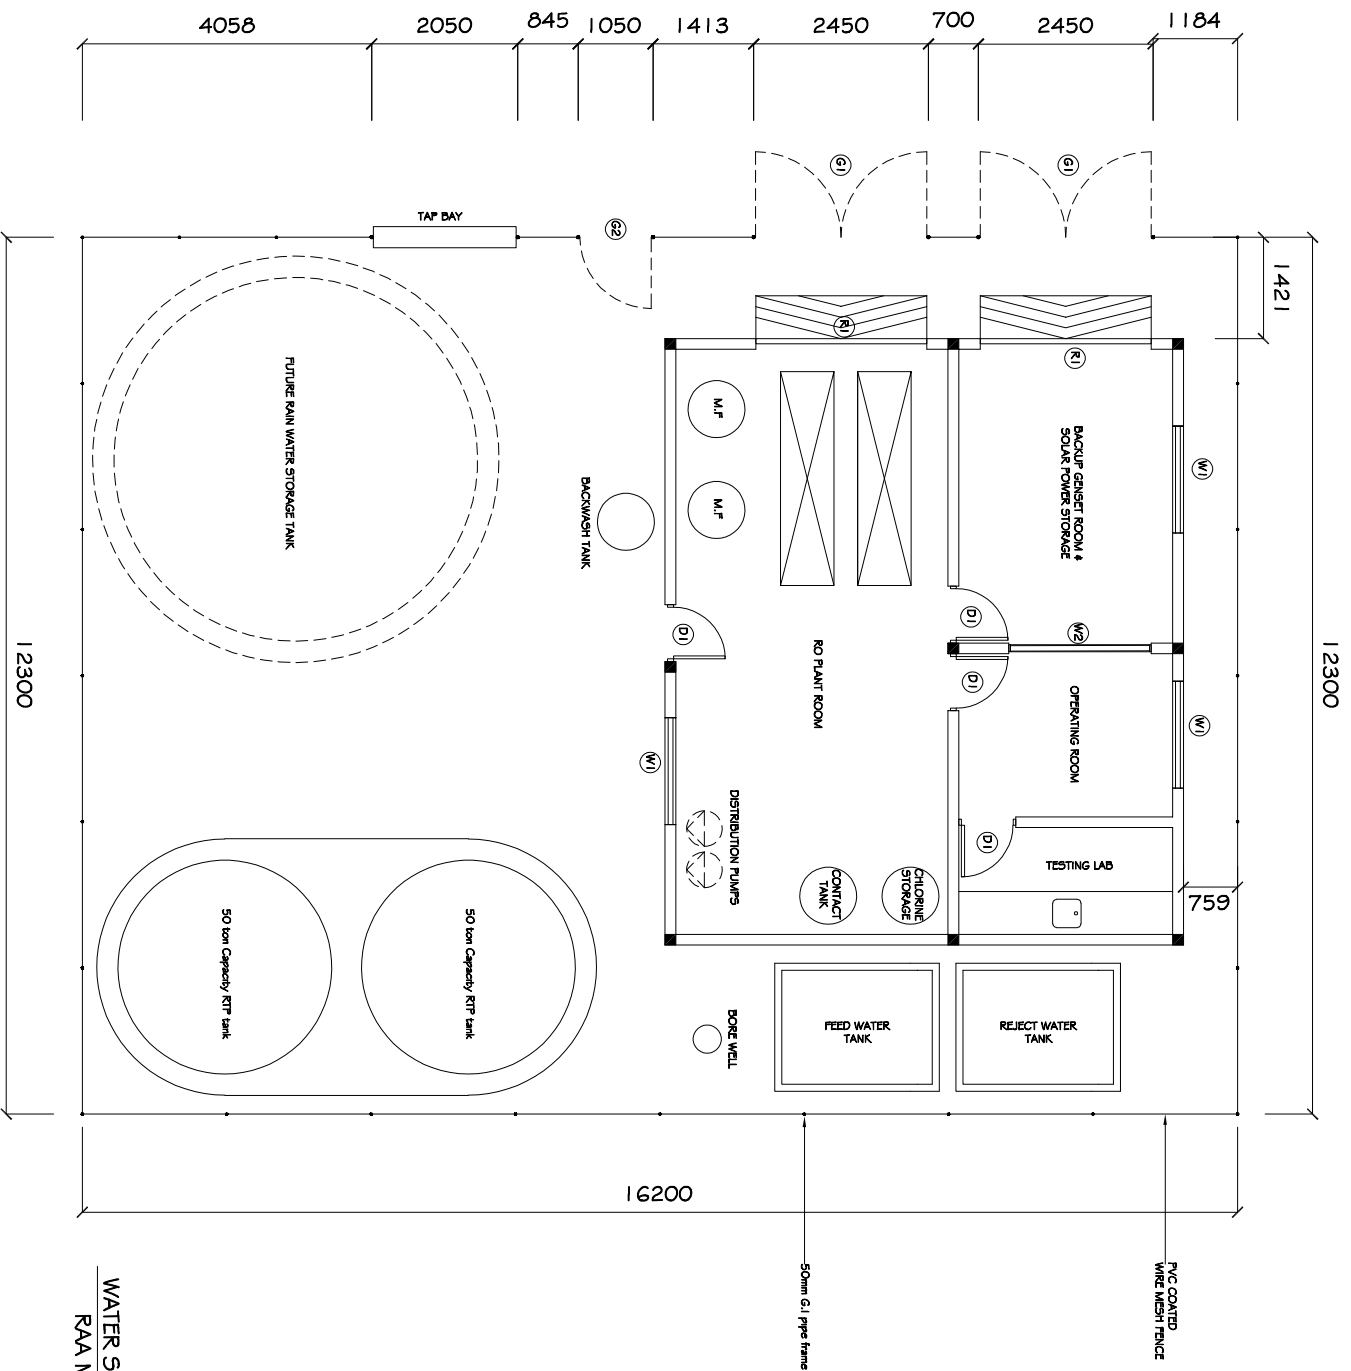 4058
2050
845
1050
1413
2450
700
2450
1184
G1
G1
TAP BAY
G2
1421
R1
R1
FUTURE RAIN WATER STORAGE TANK
M.F
M.F
BACKUP GENSET ROOM &
SOLAR POWER STORAGE
W1
BACKWASH TANK
D1
D1
W2
D1
12300
12300
RO PLANT ROOM
OPERATING ROOM
W1
W1
DISTRIBUTION PUMPS
D1
TESTING LAB
CONTACT
TANK
CHLORINE
STORAGE
759
50 ton Capacity RTP tank
50 ton Capacity RTP tank
BORE WELL
FEED WATER
TANK
REJECT WATER
TANK
16200
50mm G.I pipe frame
PVC COATED
WIRE MESH FENCE
WATER S
RAA